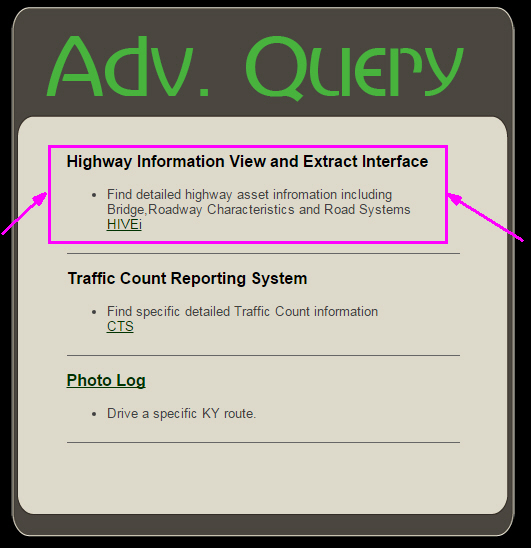 Adv. Query
Highway Information View and Extract Interface
• Find detailed highway asset infromation including
Bridge,Roadway Characteristics and Road Systems
HIVEi
Traffic Count Reporting System
• Find specific detailed Traffic Count information
CTS
Photo Log
• Drive a specific KY route.